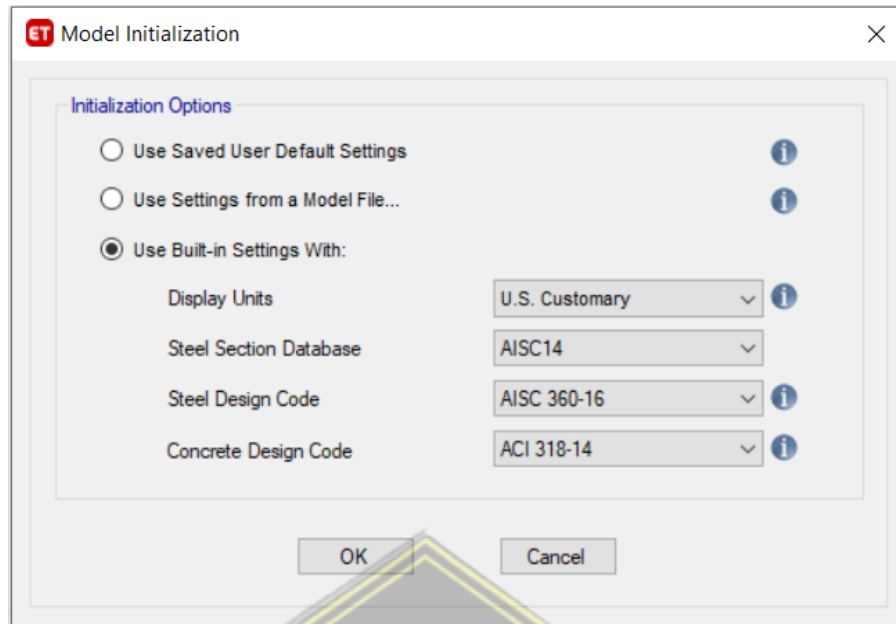 ET Model Initialization
Initialization Options
Use Saved User Default Settings
Use Settings from a Model File...
Use Built-in Settings With:
Display Units U.S. Customary
Steel Section Database AISC14
Steel Design Code AISC 360-16
Concrete Design Code ACI 318-14
OK Cancel